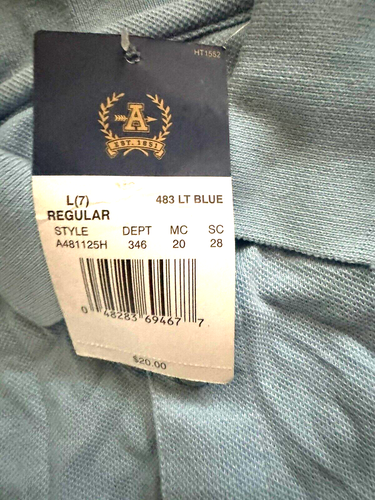 HT1552
A
EST. 1851
L(7) 483 LT BLUE
REGULAR
STYLE DEPT MC SC
A481125H 346 20 28
0 48283 69467 7
$20.00